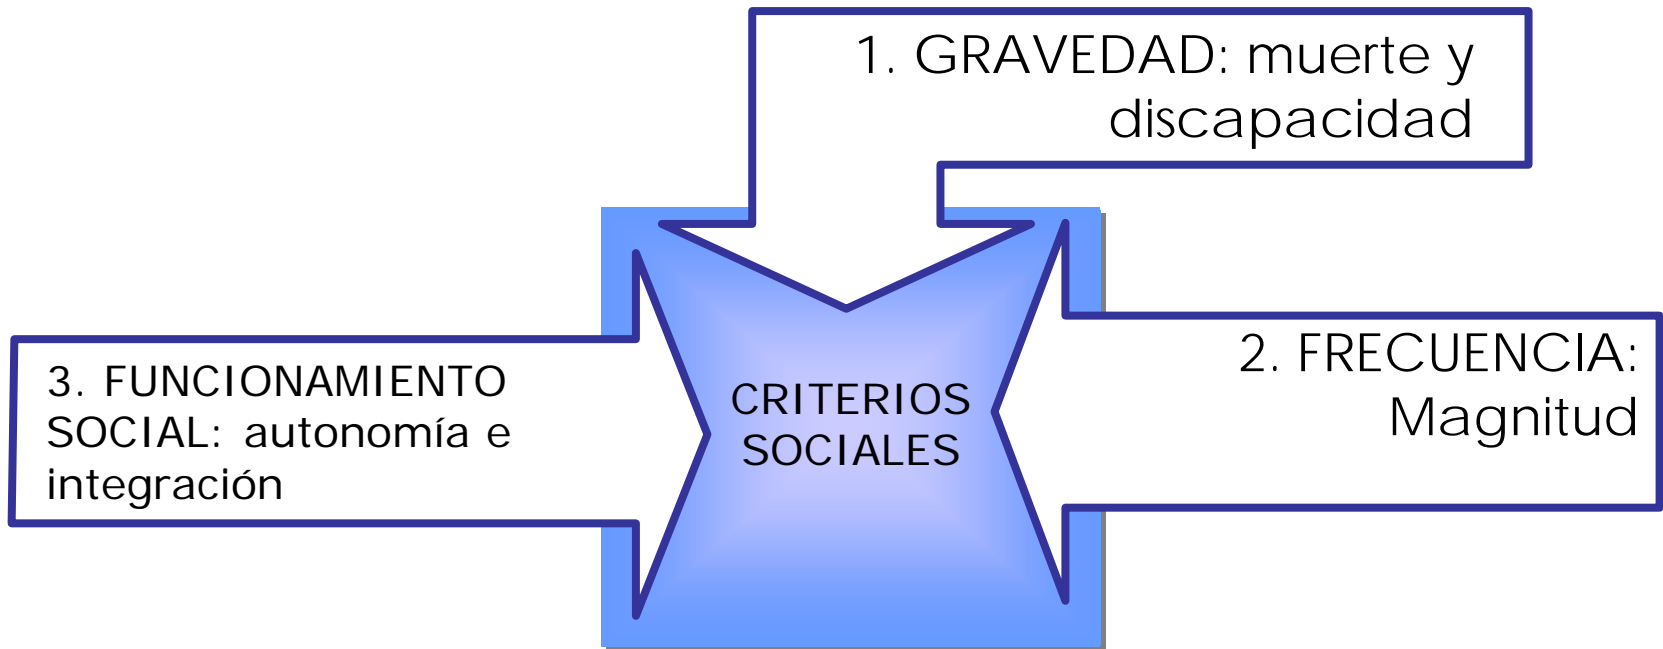 1. GRAVEDAD: muerte y
discapacidad
2. FRECUENCIA:
Magnitud
3. FUNCIONAMIENTO
SOCIAL: autonomía e
integración
CRITERIOS
SOCIALES